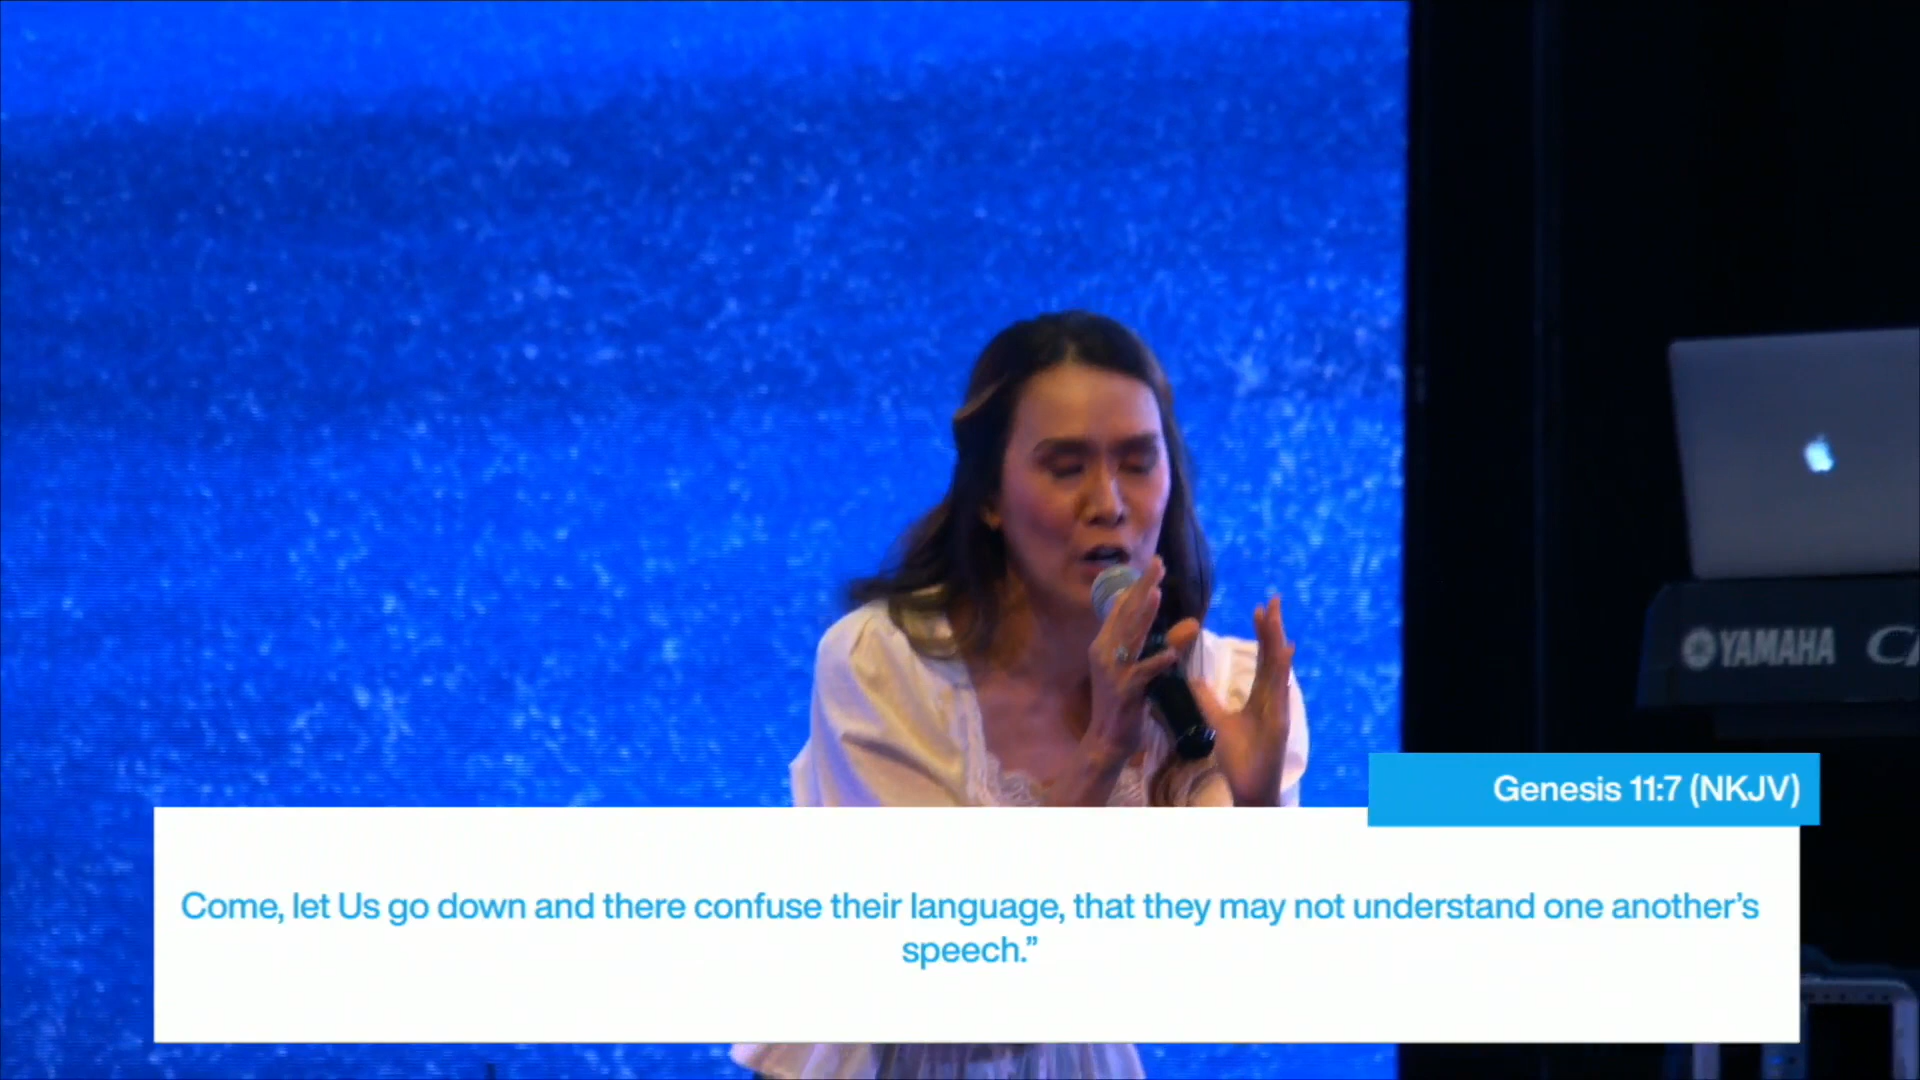 YAMAHA
Genesis 11:7 (NKJV)
Come, let Us go down and there confuse their language, that they may not understand one another’s
speech.”